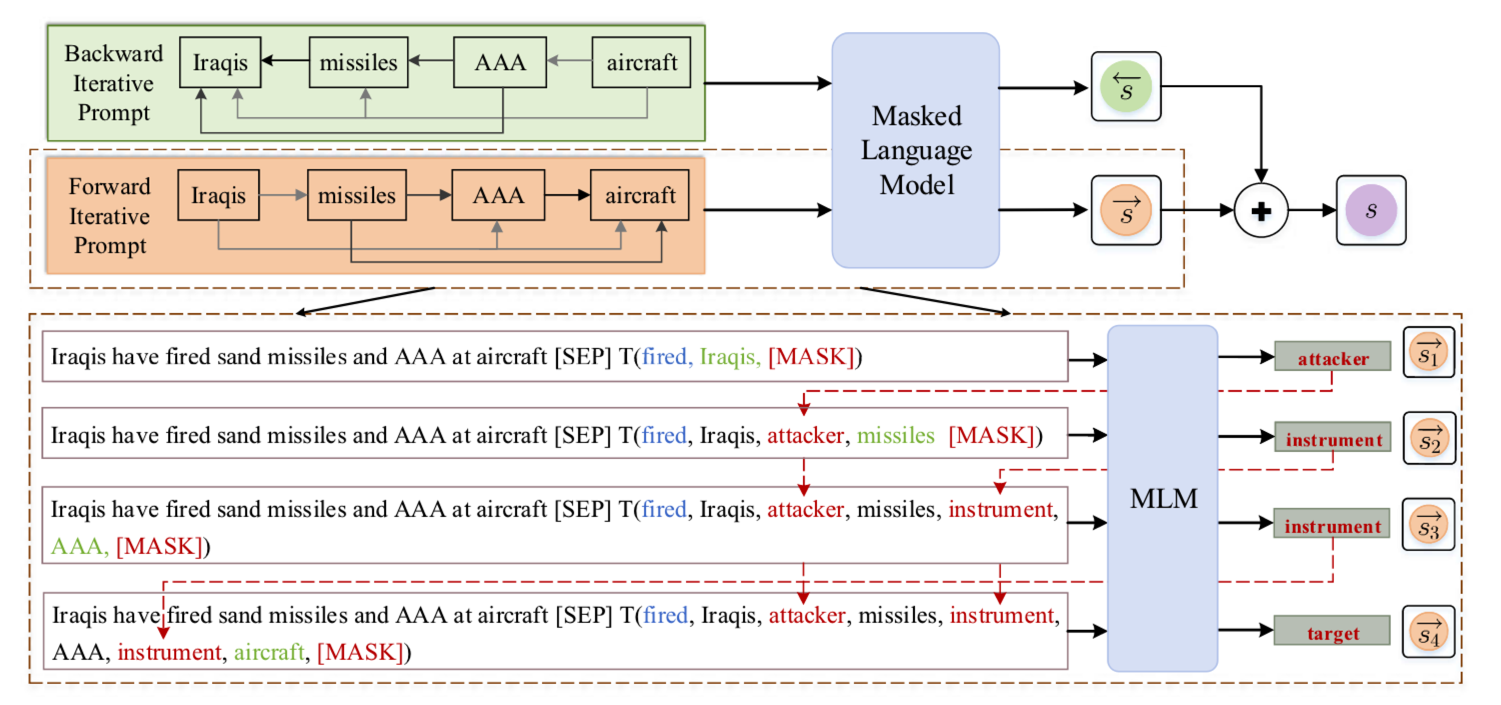 Backward
Iterative
Prompt
Iraqis
missiles
AAA
aircraft
Forward
Iterative
Prompt
Iraqis
missiles
AAA
aircraft
Masked
Language
Model
s
s
s
Iraqis have fired sand missiles and AAA at aircraft [SEP] T(fired, Iraqis, [MASK])
attacker
s1
Iraqis have fired sand missiles and AAA at aircraft [SEP] T(fired, Iraqis, attacker, missiles [MASK])
instrument
s2
Iraqis have fired sand missiles and AAA at aircraft [SEP] T(fired, Iraqis, attacker, missiles, instrument,
AAA, [MASK])
instrument
s3
Iraqis have fired sand missiles and AAA at aircraft [SEP] T(fired, Iraqis, attacker, missiles, instrument,
AAA, instrument, aircraft, [MASK])
target
s4
MLM